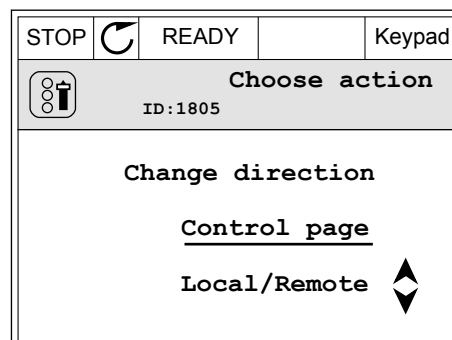 STOP READY Keypad
Choose action
ID:1805
Change direction
Control page
Local/Remote